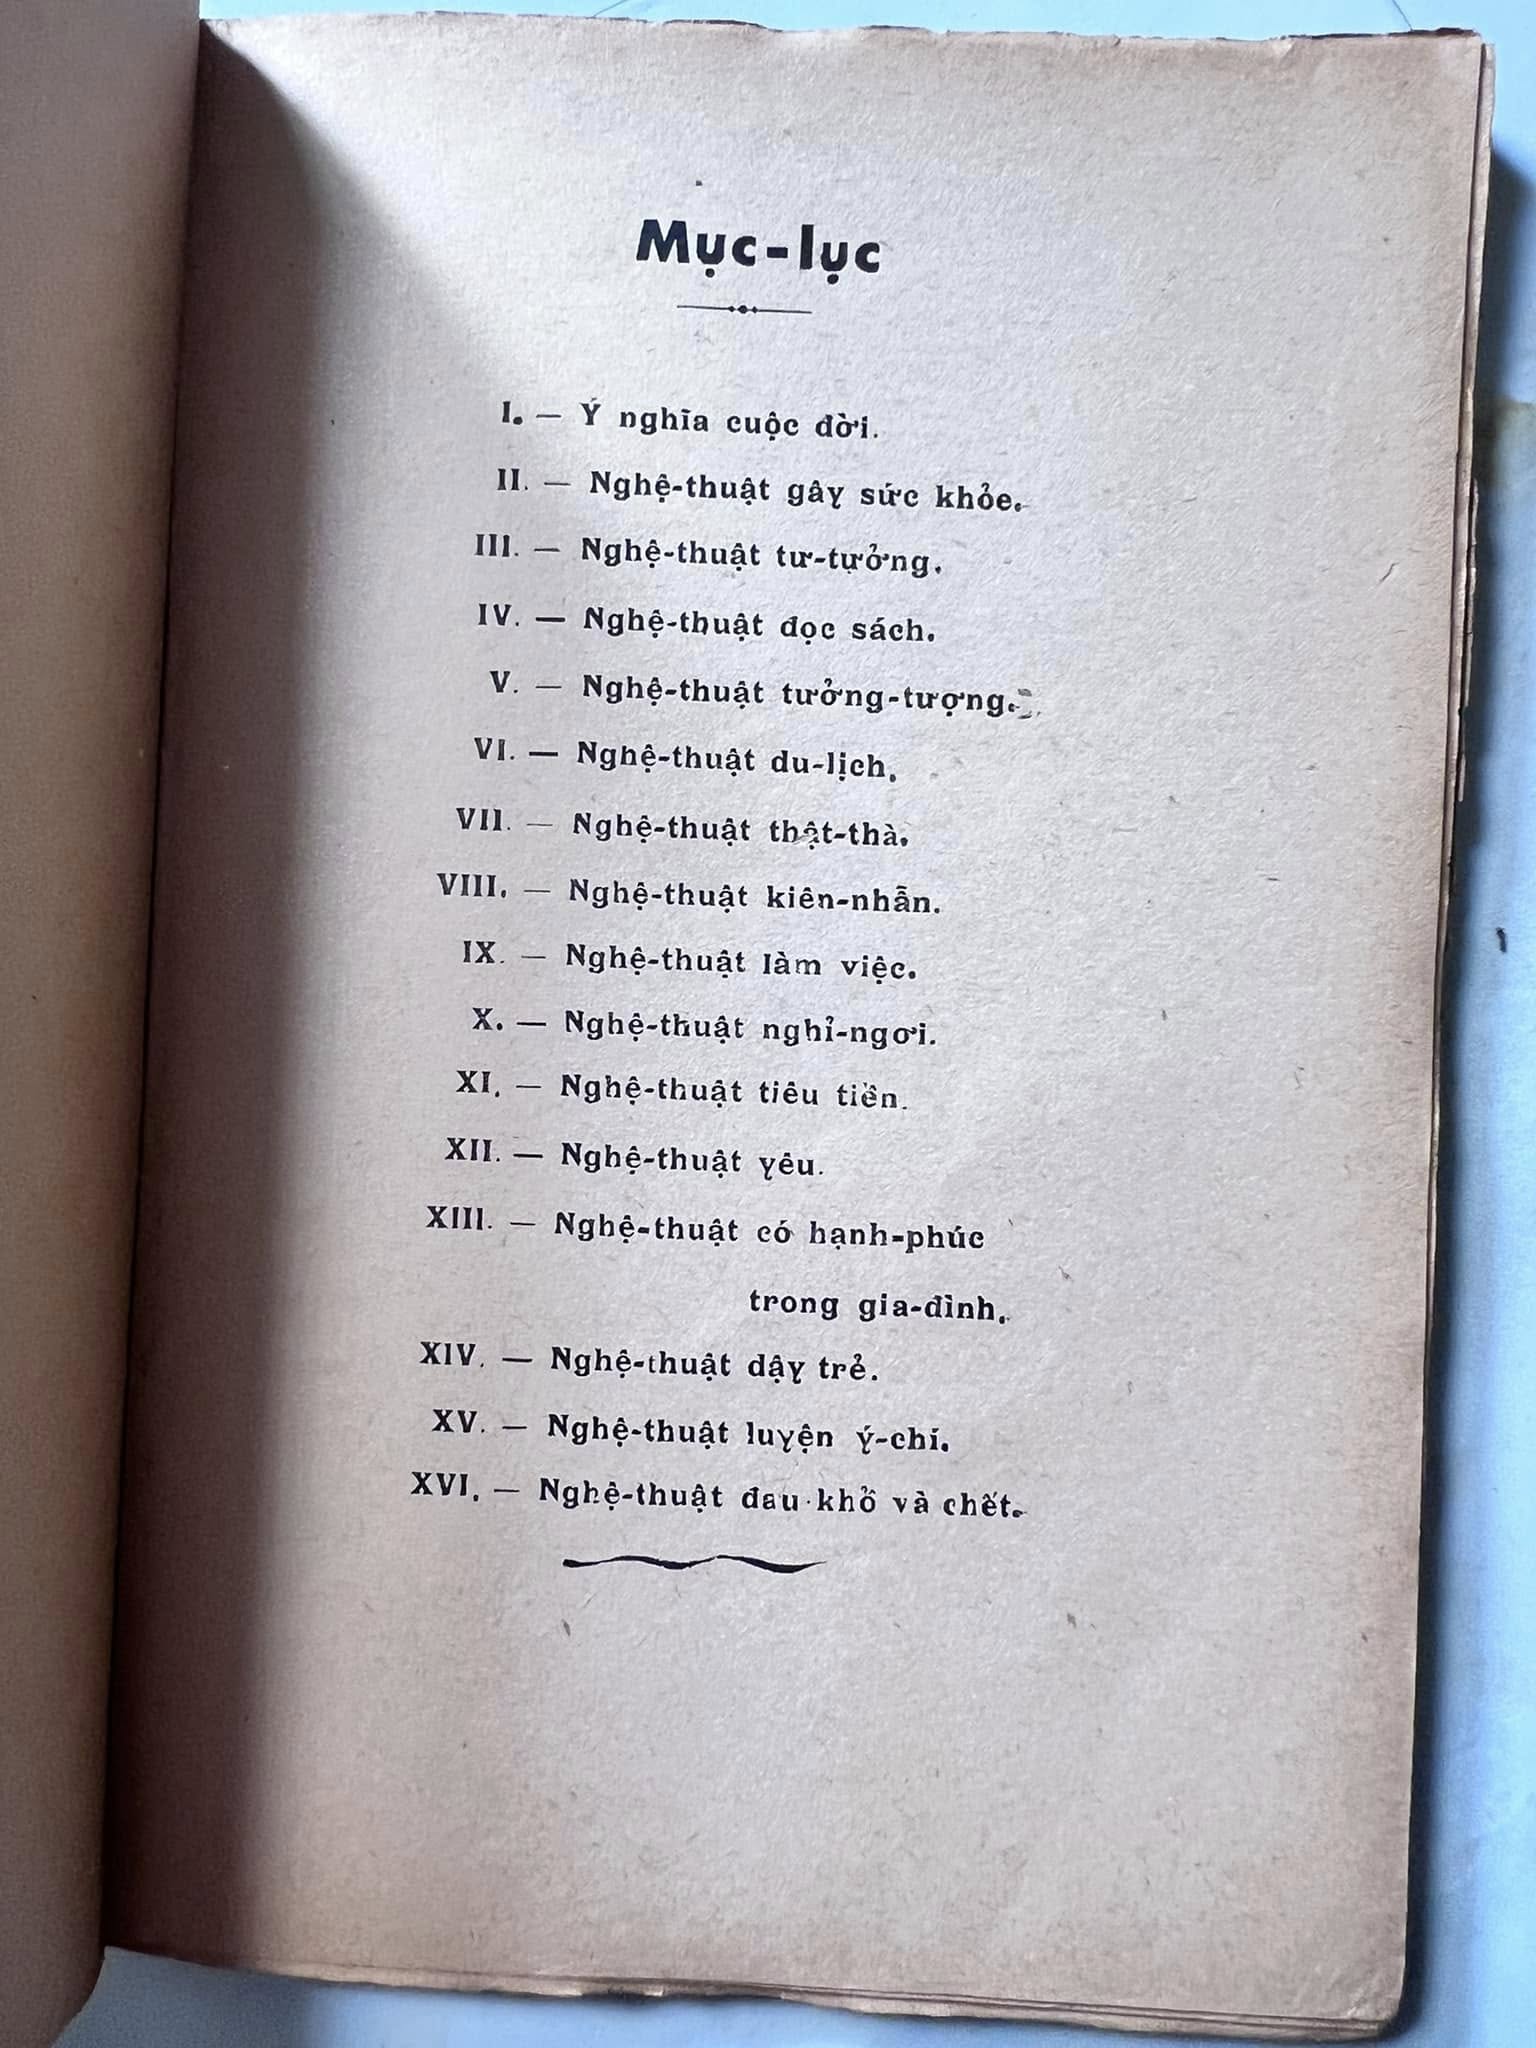 Mục-lục
I. — Ý nghĩa cuộc đời.
II. — Nghệ-thuật gây sức khỏe.
III. — Nghệ-thuật tư-tưởng.
IV. — Nghệ-thuật đọc sách.
V. — Nghệ-thuật tưởng-tượng.
VI. — Nghệ-thuật du-lịch.
VII. — Nghệ-thuật thật-thà.
VIII. — Nghệ-thuật kiên-nhẫn.
IX. — Nghệ-thuật làm việc.
X. — Nghệ-thuật nghỉ-ngơi.
XI. — Nghệ-thuật tiêu tiền.
XII. — Nghệ-thuật yêu.
XIII. — Nghệ-thuật có hạnh-phúc
trong gia-đình.
XIV. — Nghệ-thuật dậy trẻ.
XV. — Nghệ-thuật luyện ý-chí.
XVI. — Nghệ-thuật đau khổ và chết.